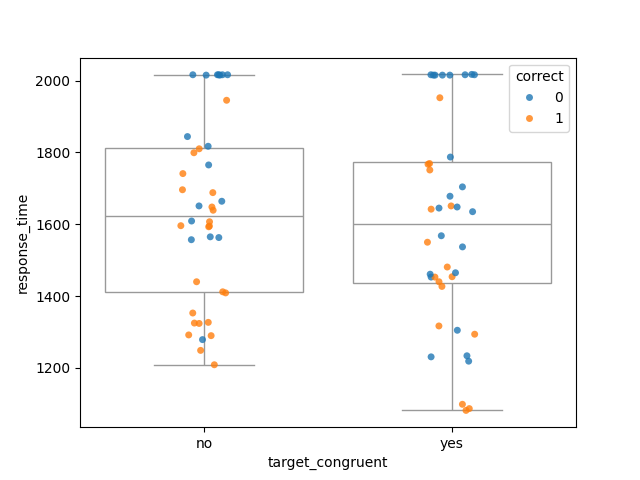 correct
0
1
2000
1800
1600
1400
1200
response_time
no
yes
target_congruent